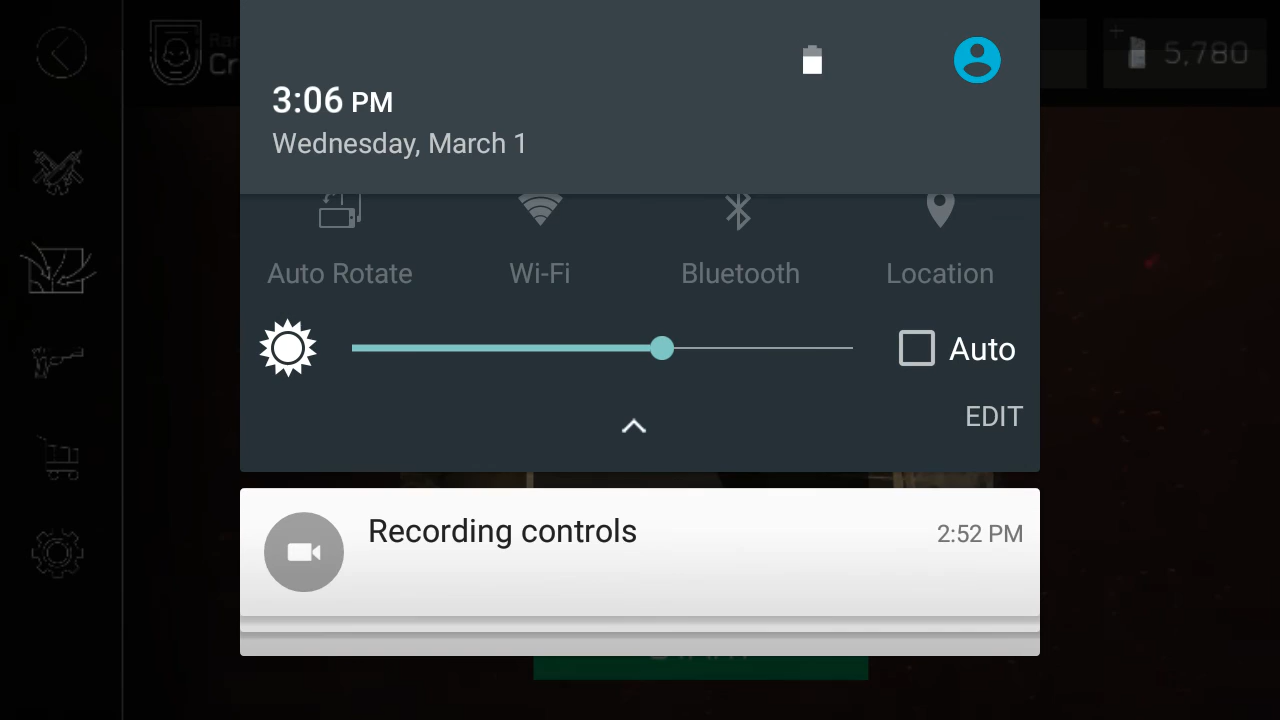 5,780
3:06 PM
Wednesday, March 1
Auto Rotate
Wi-Fi
Bluetooth
Location
Auto
EDIT
Recording controls
2:52 PM